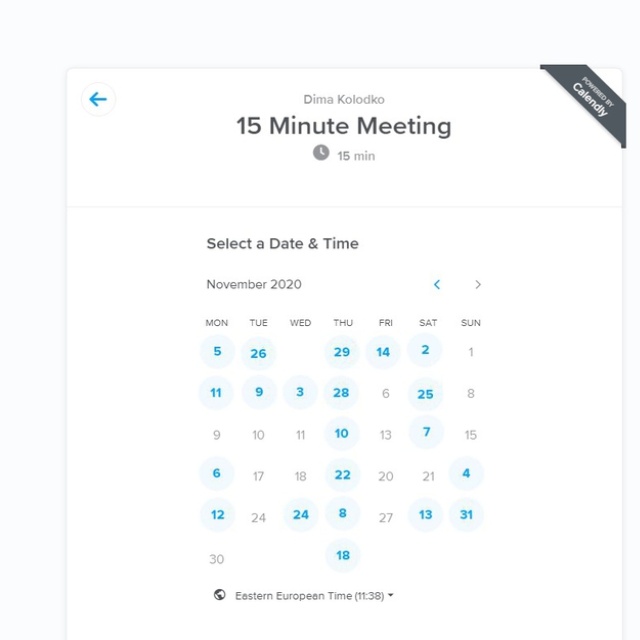 POWERED BY
Calendly
Dima Kolodko
15 Minute Meeting
15 min
Select a Date & Time
November 2020
MON TUE WED THU FRI SAT SUN
5 26 29 14 2 1
11 9 3 28 6 25 8
9 10 11 10 13 7 15
6 17 18 22 20 21 4
12 24 24 8 27 13 31
30 18
Eastern European Time (11:38)